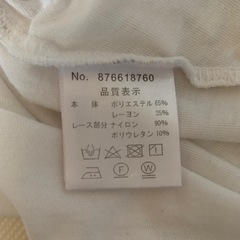 No. 876618760
品質表示
本 体 ポリエステル 65%
レーヨン 35%
レース部分 ナイロン 90%
ポリウレタン 10%